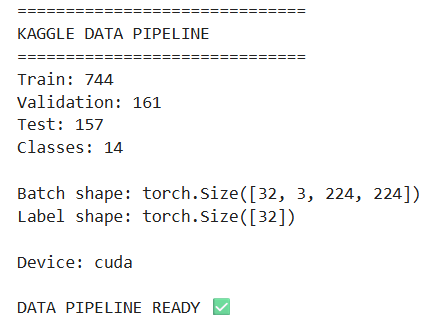 ==============================
KAGGLE DATA PIPELINE
==============================
Train: 744
Validation: 161
Test: 157
Classes: 14
Batch shape: torch.Size([32, 3, 224, 224])
Label shape: torch.Size([32])
Device: cuda
DATA PIPELINE READY ✅